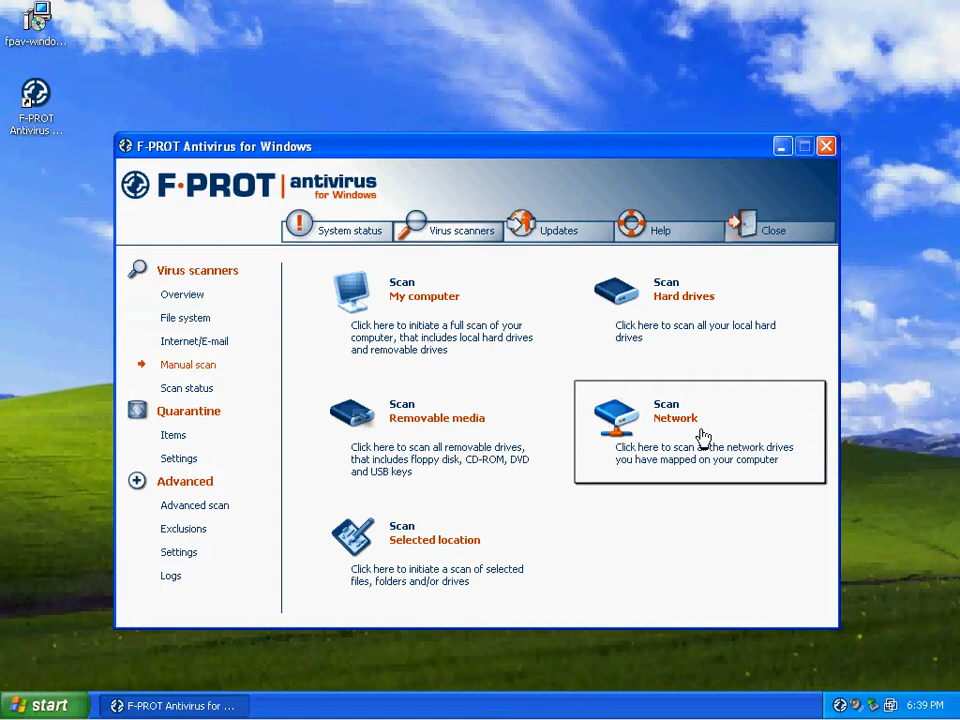 fpav-windo...
F-PROT
Antivirus ...
F-PROT Antivirus for Windows
F·PROT antivirus
for Windows
System status
Virus scanners
Updates
Help
Close
Virus scanners
Overview
File system
Internet/E-mail
Manual scan
Scan status
Quarantine
Items
Settings
Advanced
Advanced scan
Exclusions
Settings
Logs
Scan
My computer
Click here to initiate a full scan of your
computer, that includes local hard drives
and removable drives
Scan
Hard drives
Click here to scan all your local hard
drives
Scan
Removable media
Click here to scan all removable drives,
that includes floppy disk, CD-ROM, DVD
and USB keys
Scan
Network
Click here to scan all the network drives
you have mapped on your computer
Scan
Selected location
Click here to initiate a scan of selected
files, folders and/or drives
start
F-PROT Antivirus for ...
6:39 PM